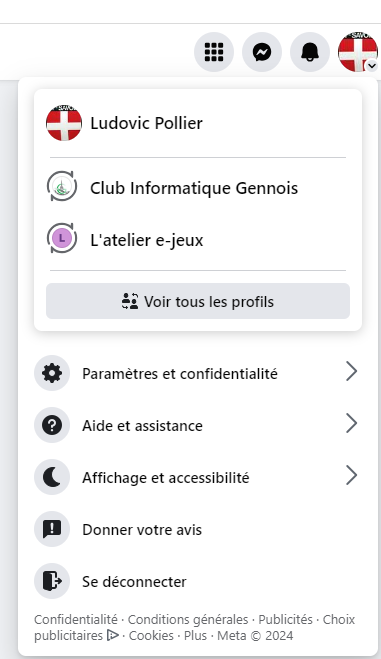 Ludovic Pollier
Club Informatique Gennois
L
L'atelier e-jeux
Voir tous les profils
Paramètres et confidentialité
Aide et assistance
Affichage et accessibilité
Donner votre avis
Se déconnecter
Confidentialité · Conditions générales · Publicités · Choix
publicitaires · Cookies · Plus · Meta © 2024